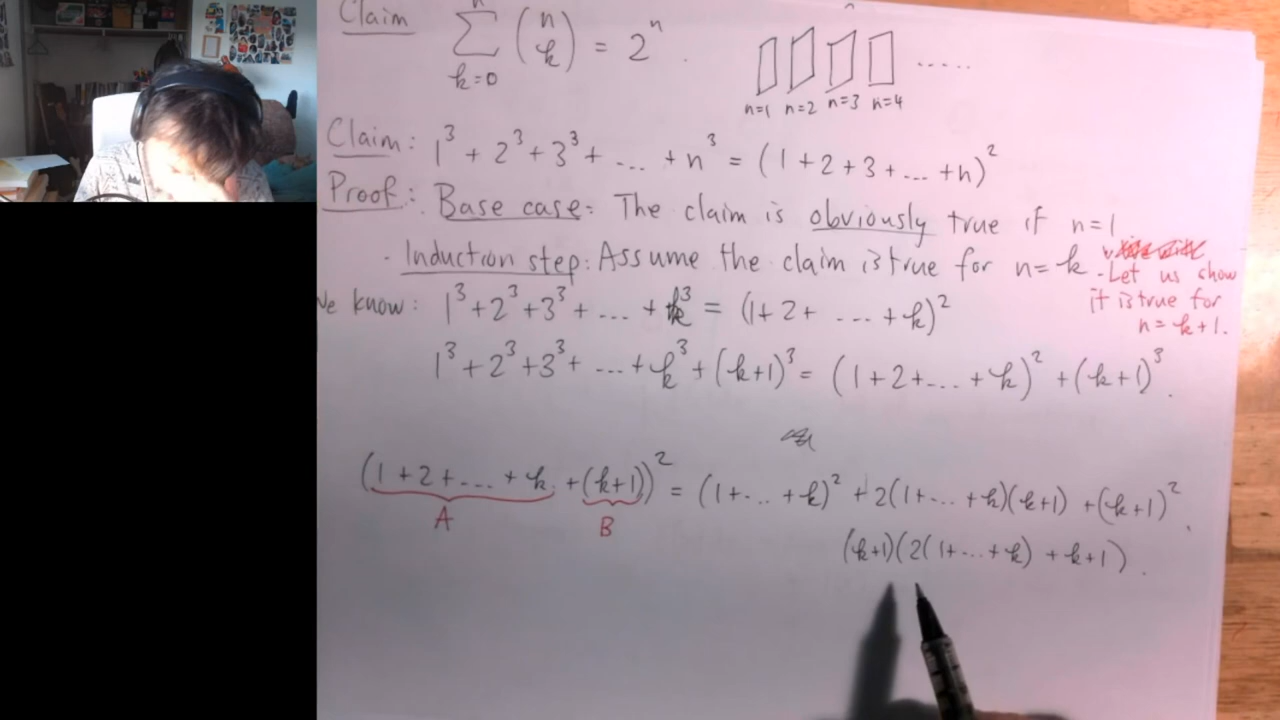 Claim ∑_{k=0}^{n} (n k) = 2^n .
n=1 n=2 n=3 n=4 .....
Claim: 1^3 + 2^3 + 3^3 + ... + n^3 = (1+2+3+...+n)^2
Proof: Base case: The claim is obviously true if n=1
Induction step: Assume the claim is true for n=k. Let us show
it is true for
n=k+1.
We know: 1^3 + 2^3 + 3^3 + ... + k^3 = (1+2+ ... +k)^2
1^3 + 2^3 + 3^3 + ... + k^3 + (k+1)^3 = (1+2+...+k)^2 + (k+1)^3.
(1+2+...+k+(k+1))^2 = (1+...+k)^2 + 2(1+...+k)(k+1) + (k+1)^2.
A B
(k+1)(2(1+...+k)+k+1).